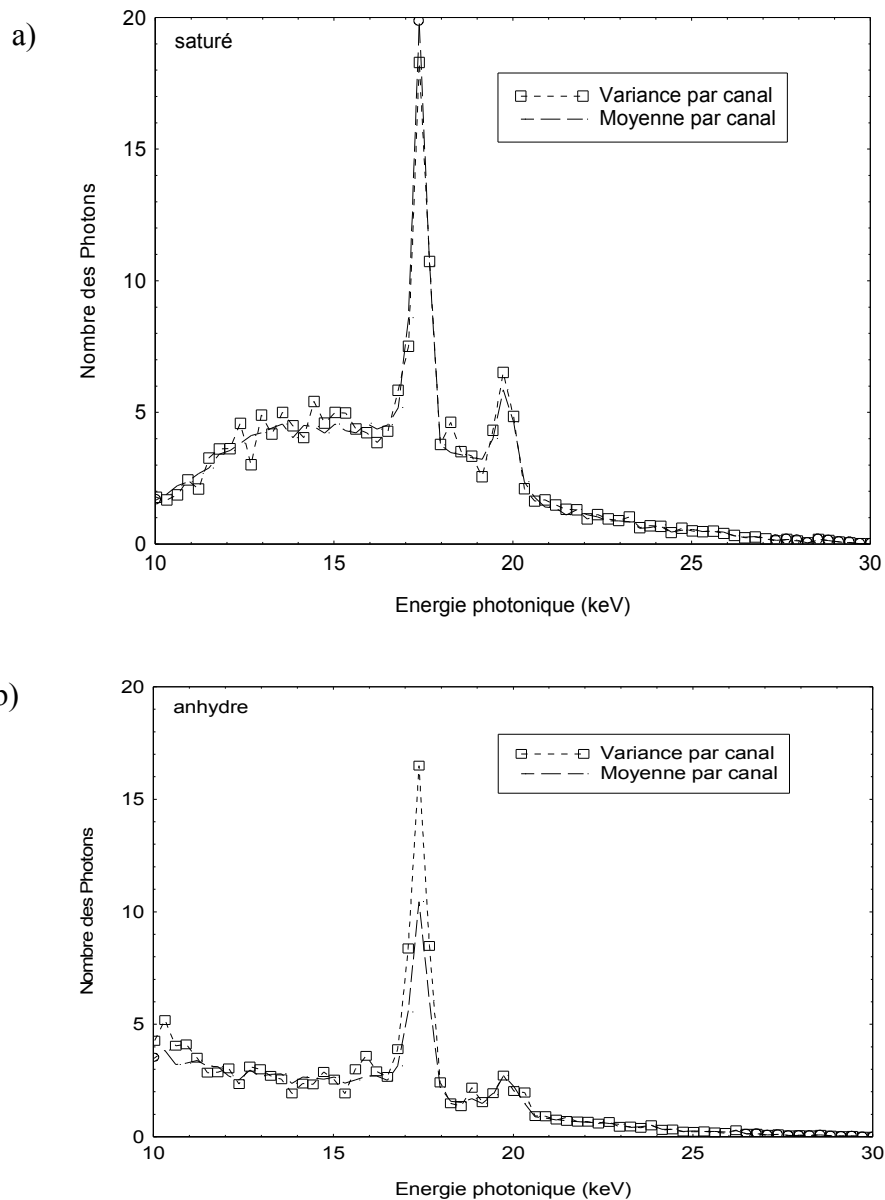 a)
saturé
Variance par canal
Moyenne par canal
Nombre des Photons
20
15
10
5
0
10
15
20
25
30
Energie photonique (keV)
b)
anhydre
Variance par canal
Moyenne par canal
Nombre des Photons
20
15
10
5
0
10
15
20
25
30
Energie photonique (keV)